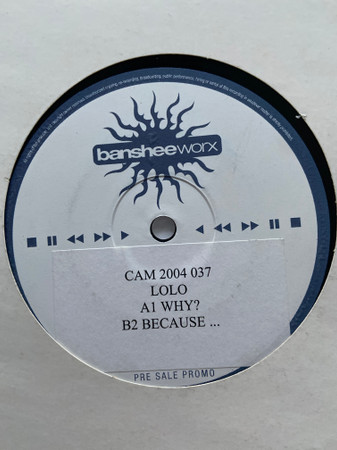 bansheeworx
CAM 2004 037
LOLO
A1 WHY?
B2 BECAUSE ...
PRE SALE PROMO